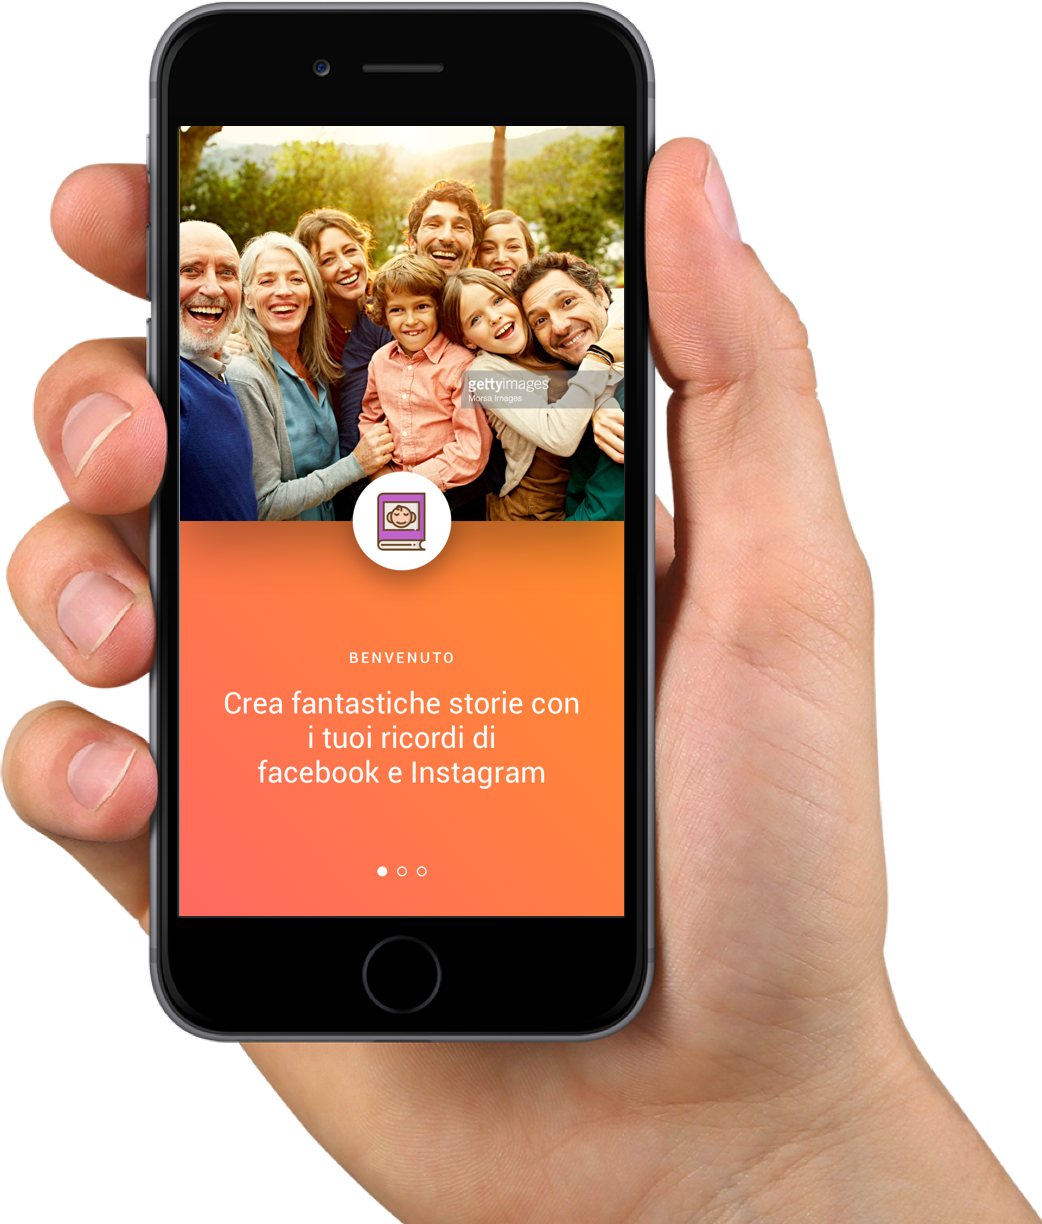 gettyimages
Morsa Images
BENVENUTO
Crea fantastiche storie con
i tuoi ricordi di
facebook e Instagram